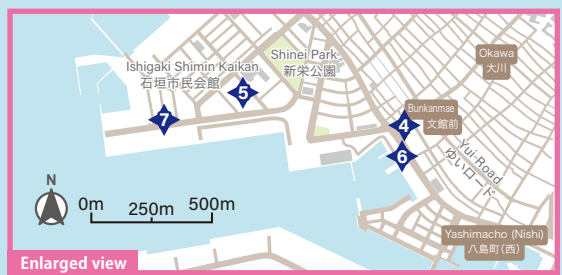 Shinei Park
新栄公園
Okawa
大川
Ishigaki Shimin Kaikan
石垣市民会館
5
7
Bunkanmae
文館前
4
6
Yui-Road
ゆいロード
N
0m 250m 500m
Yashimacho (Nishi)
八島町(西)
Enlarged view